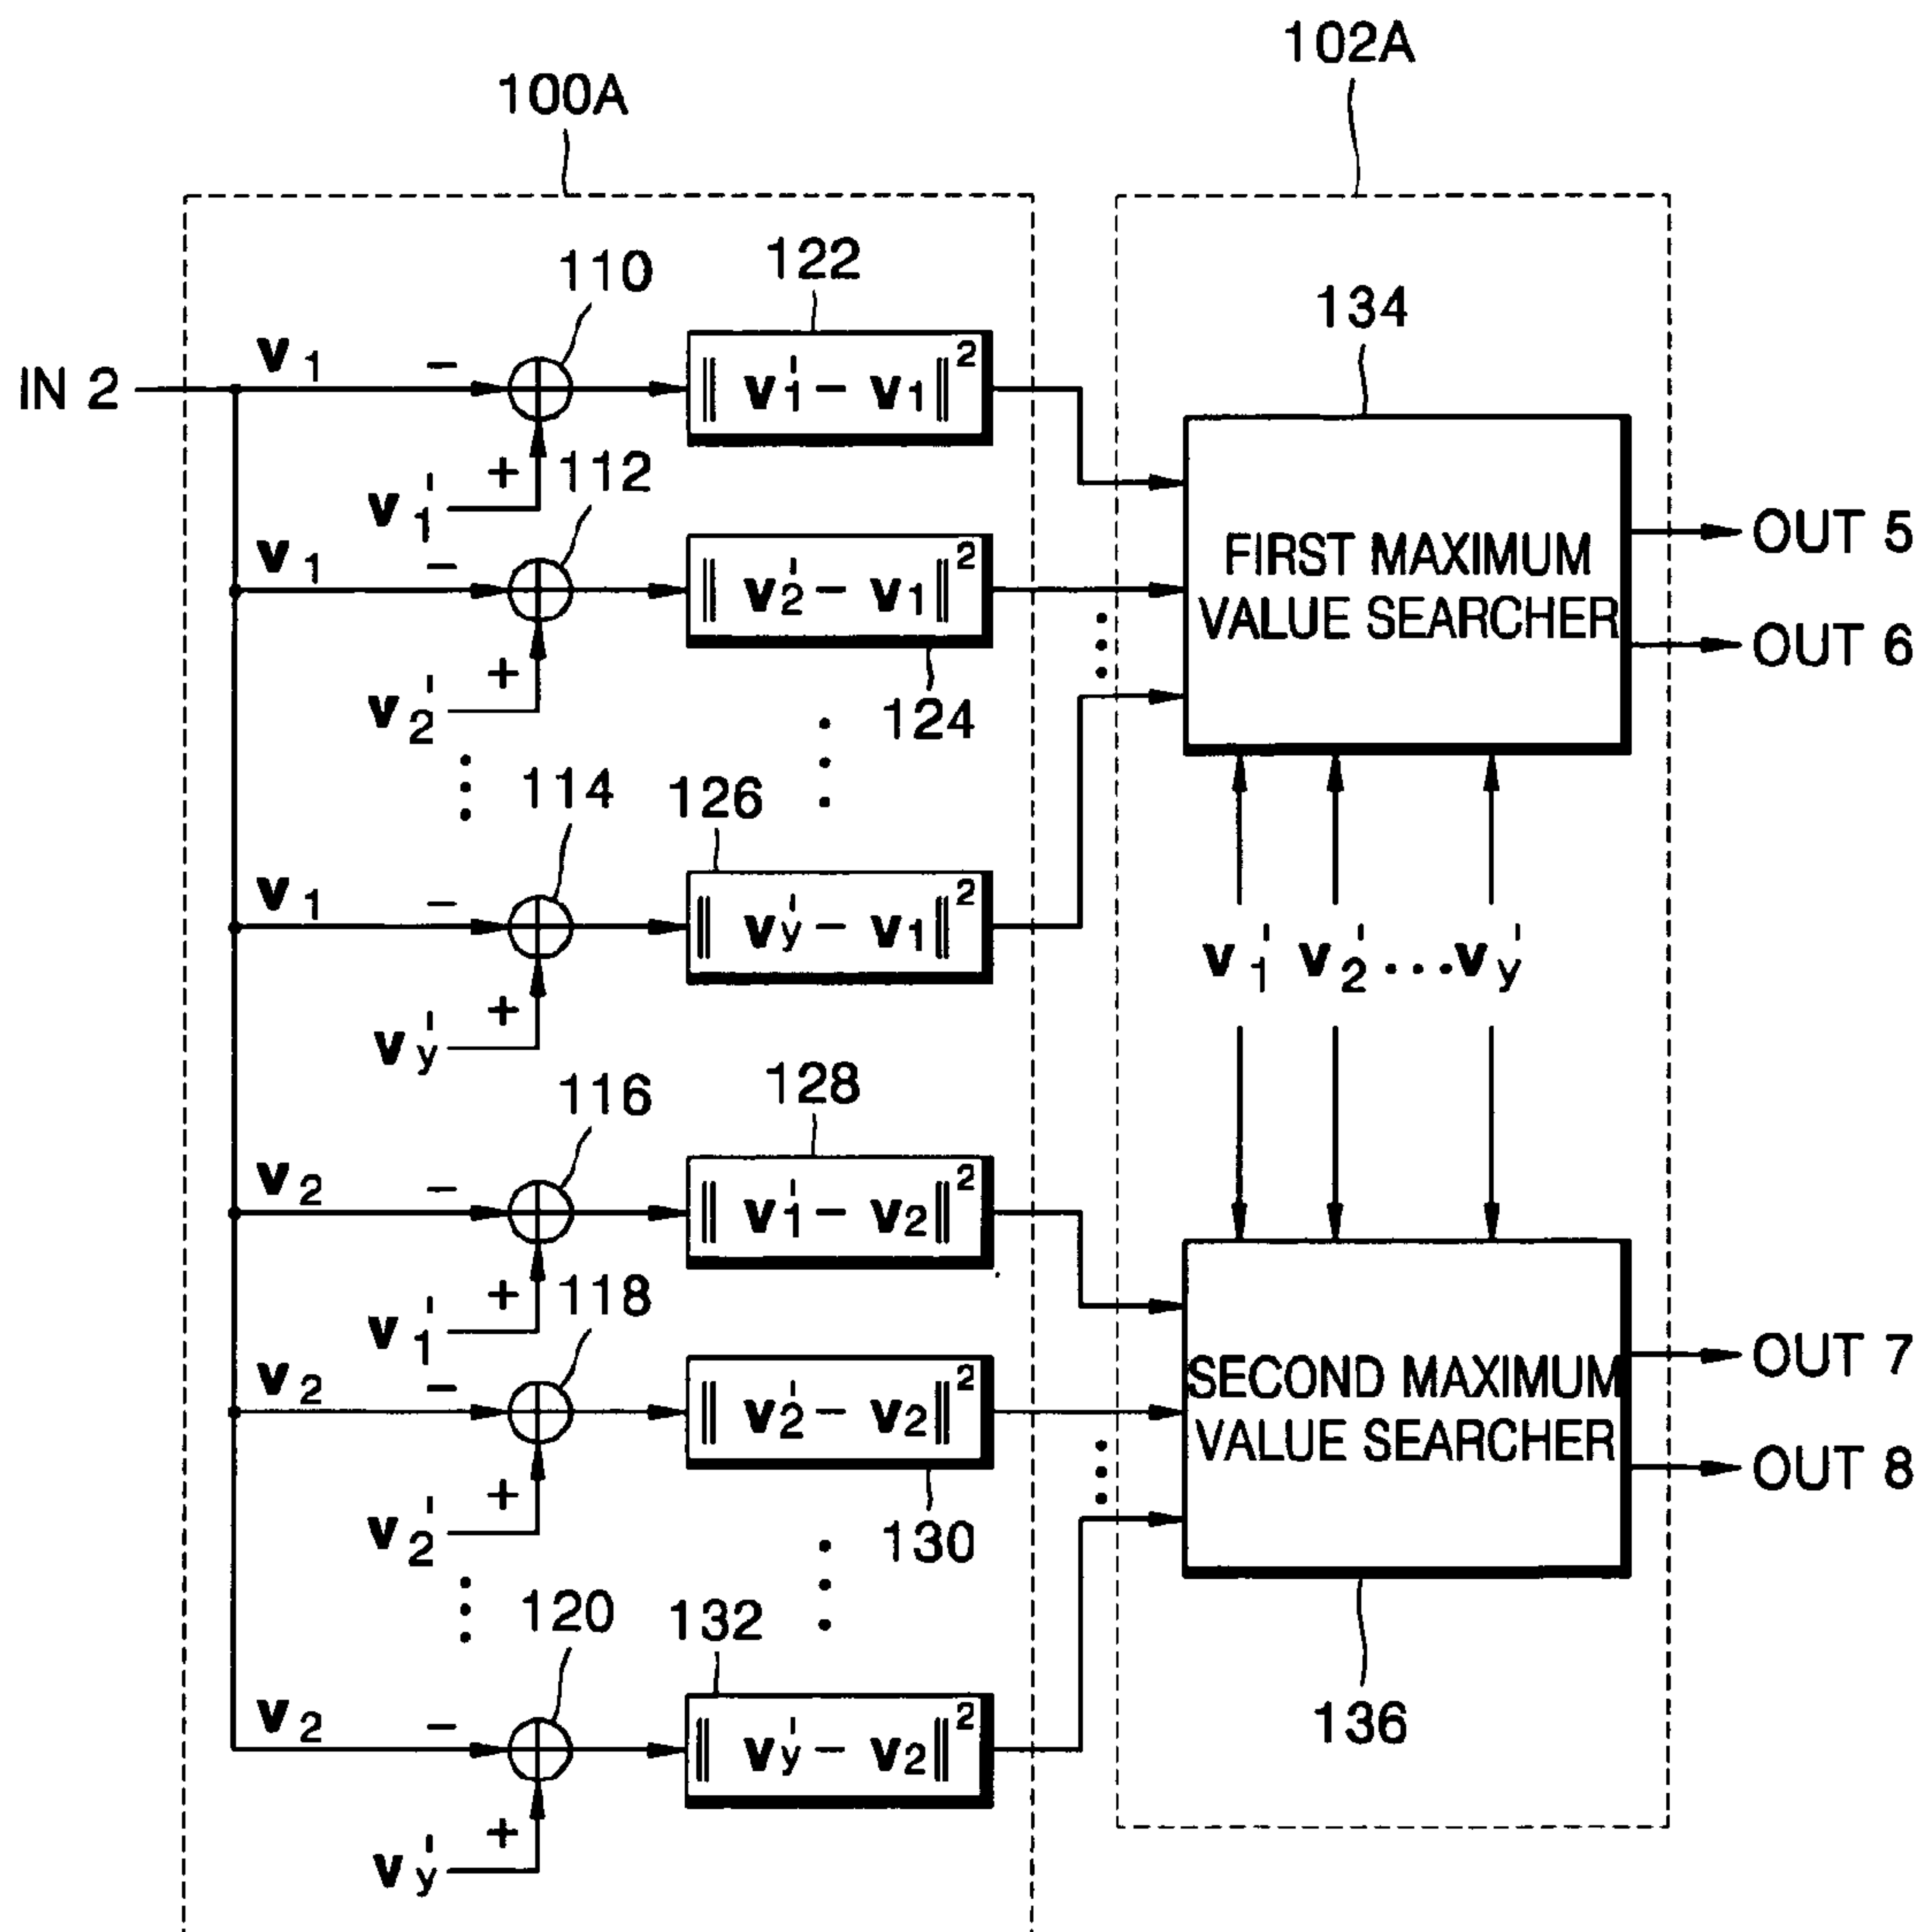 102A
100A
110
122
134
IN 2
v1
−
‖ v1' − v1 ‖2
+
112
v1'
v1
−
‖ v2' − v1 ‖2
FIRST MAXIMUM
VALUE SEARCHER
OUT 5
OUT 6
+
v2'
124
114
126
v1
−
‖ vy' − v1 ‖2
v1' v2' ... vy'
+
vy'
116
128
v2
−
‖ v1' − v2 ‖2
+
118
v1'
v2
−
‖ v2' − v2 ‖2
SECOND MAXIMUM
VALUE SEARCHER
OUT 7
OUT 8
+
v2'
130
120
132
v2
−
‖ vy' − v2 ‖2
136
+
vy'